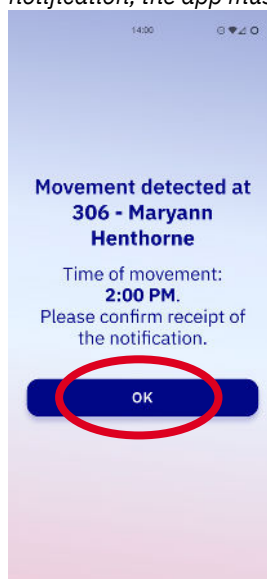 notification, the app mus
14:00
Movement detected at
306 - Maryann
Henthorne
Time of movement:
2:00 PM.
Please confirm receipt of
the notification.
OK